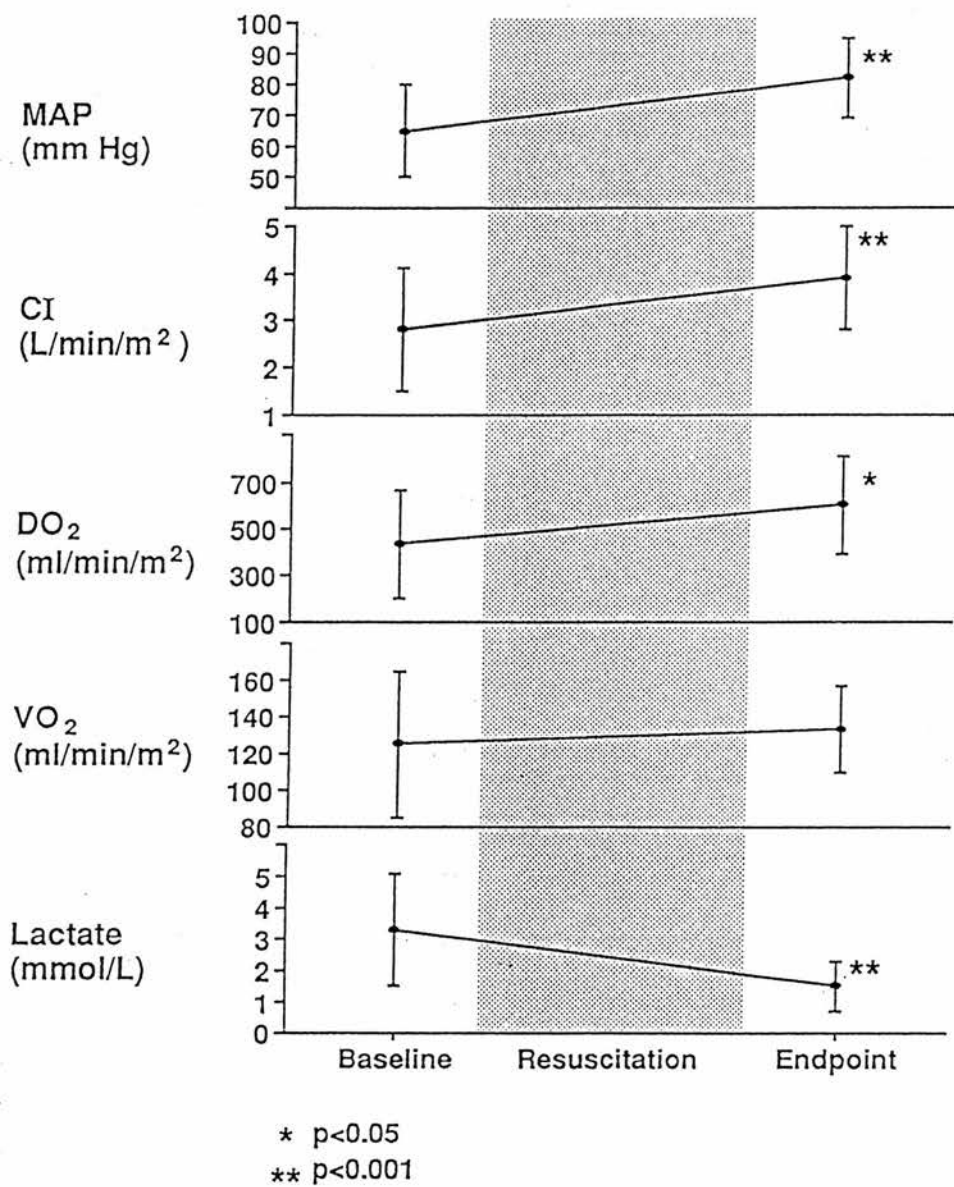 100
90
80
70
60
50
MAP
(mm Hg)
**
5
4
3
2
1
CI
(L/min/m²)
**
700
500
300
100
DO₂
(ml/min/m²)
*
160
140
120
100
80
VO₂
(ml/min/m²)
5
4
3
2
1
0
Lactate
(mmol/L)
**
Baseline Resuscitation Endpoint
* p<0.05
** p<0.001